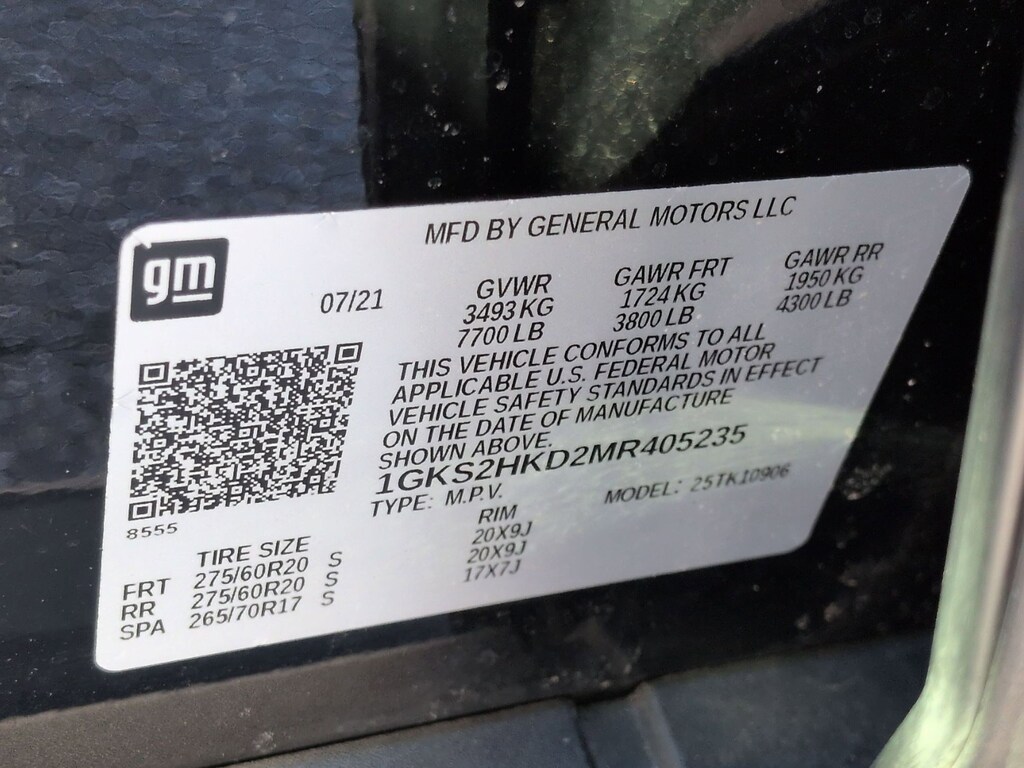 MFD BY GENERAL MOTORS LLC
gm
07/21
GVWR
3493 KG
7700 LB
GAWR FRT
1724 KG
3800 LB
GAWR RR
1950 KG
4300 LB
THIS VEHICLE CONFORMS TO ALL
APPLICABLE U.S. FEDERAL MOTOR
VEHICLE SAFETY STANDARDS IN EFFECT
ON THE DATE OF MANUFACTURE
SHOWN ABOVE.
1GKS2HKD2MR405235
TYPE: M.P.V. MODEL: 25TK10906
8555
TIRE SIZE RIM
FRT 275/60R20 S 20X9J
RR 275/60R20 S 20X9J
SPA 265/70R17 S 17X7J